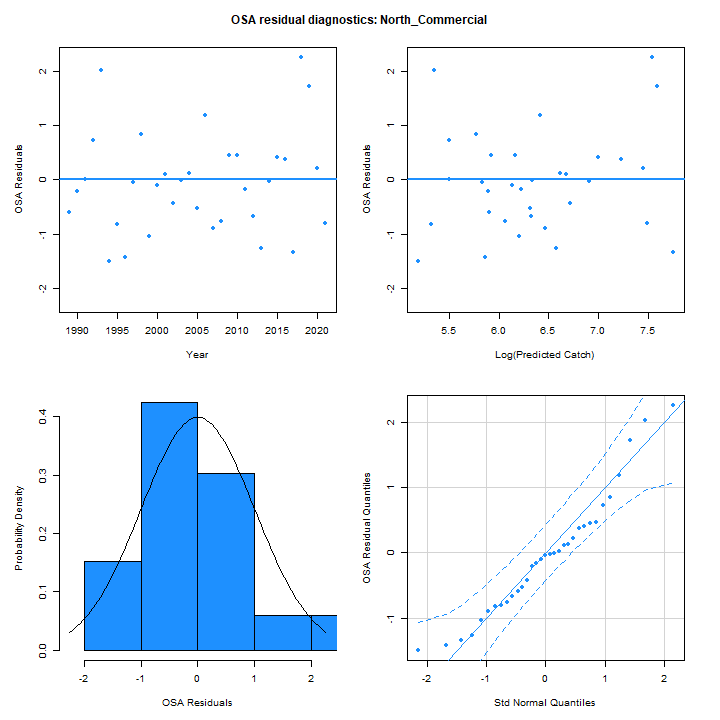 OSA residual diagnostics: North_Commercial
OSA Residuals
2
1
0
-1
-2
1990 1995 2000 2005 2010 2015 2020
Year
OSA Residuals
2
1
0
-1
-2
5.5 6.0 6.5 7.0 7.5
Log(Predicted Catch)
Probability Density
0.4
0.3
0.2
0.1
0.0
-2 -1 0 1 2
OSA Residuals
OSA Residual Quantiles
2
1
0
-1
-2 -1 0 1 2
Std Normal Quantiles